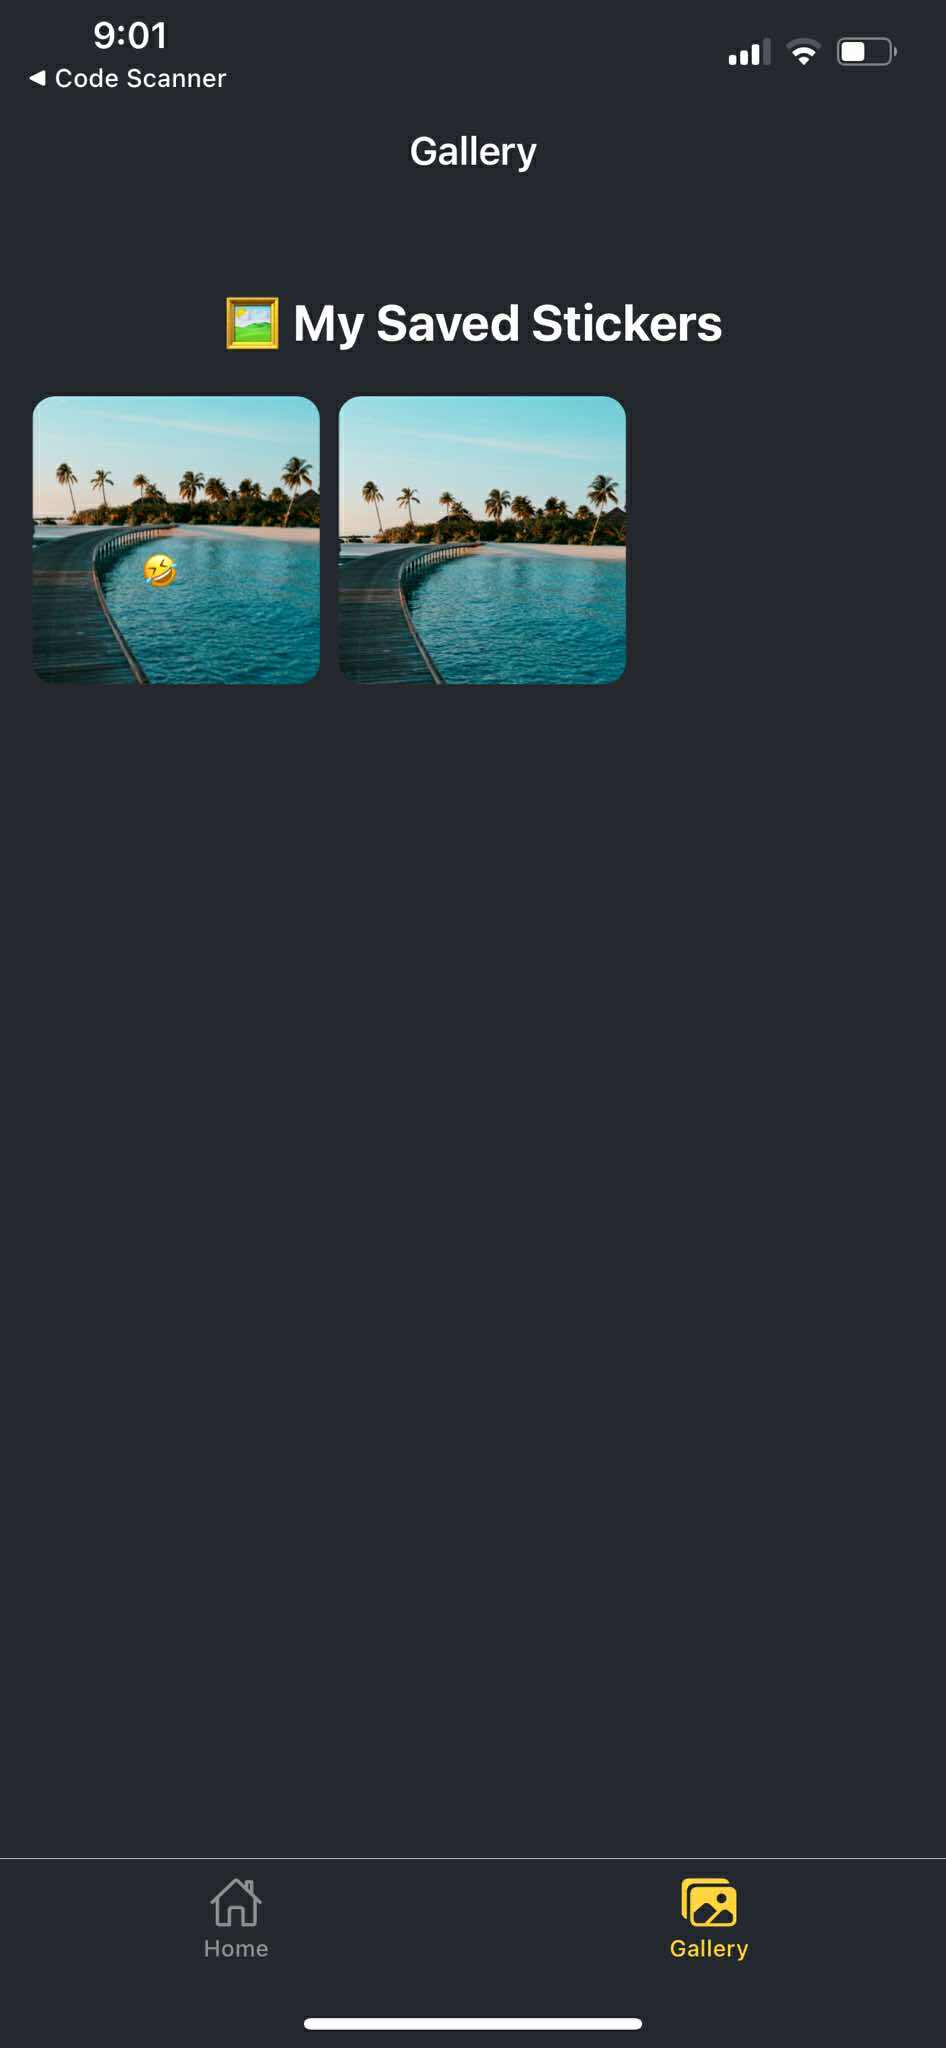 9:01
◀ Code Scanner
Gallery
🖼️ My Saved Stickers
Home
Gallery